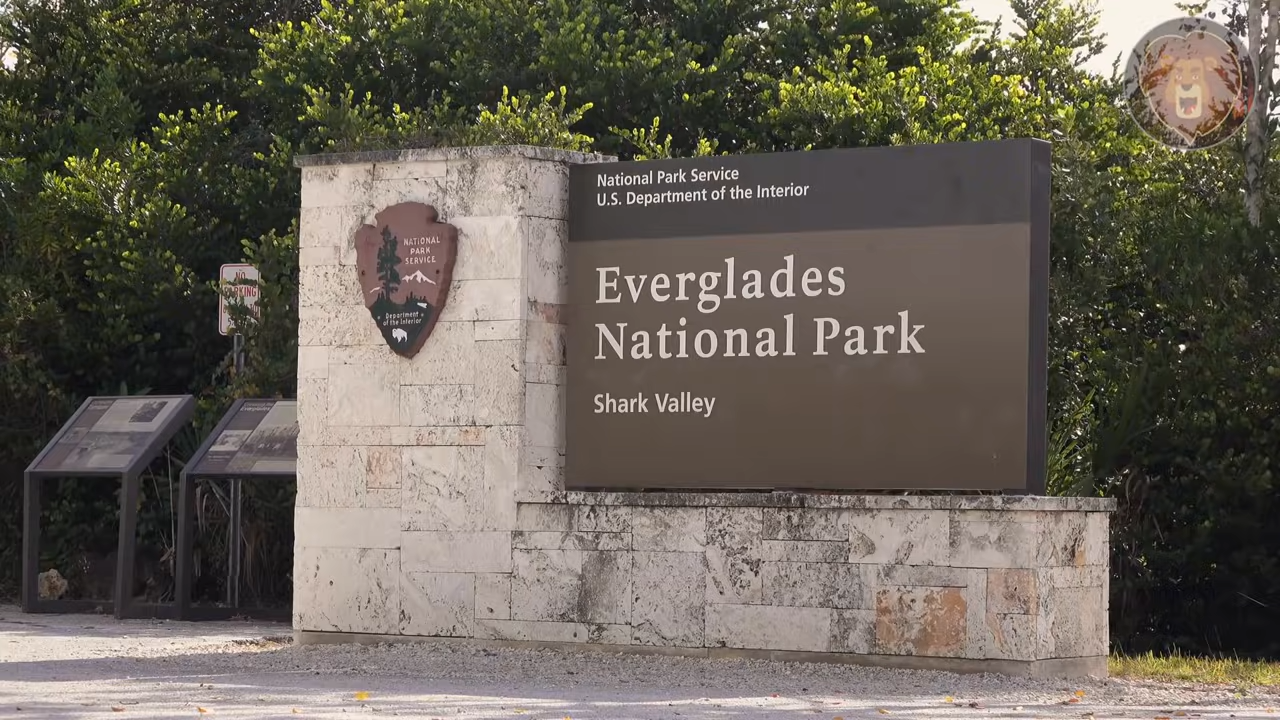 National Park Service
U.S. Department of the Interior
Everglades
National Park
Shark Valley
NATIONAL
PARK
SERVICE
Department
of the Interior
NO
PARKING